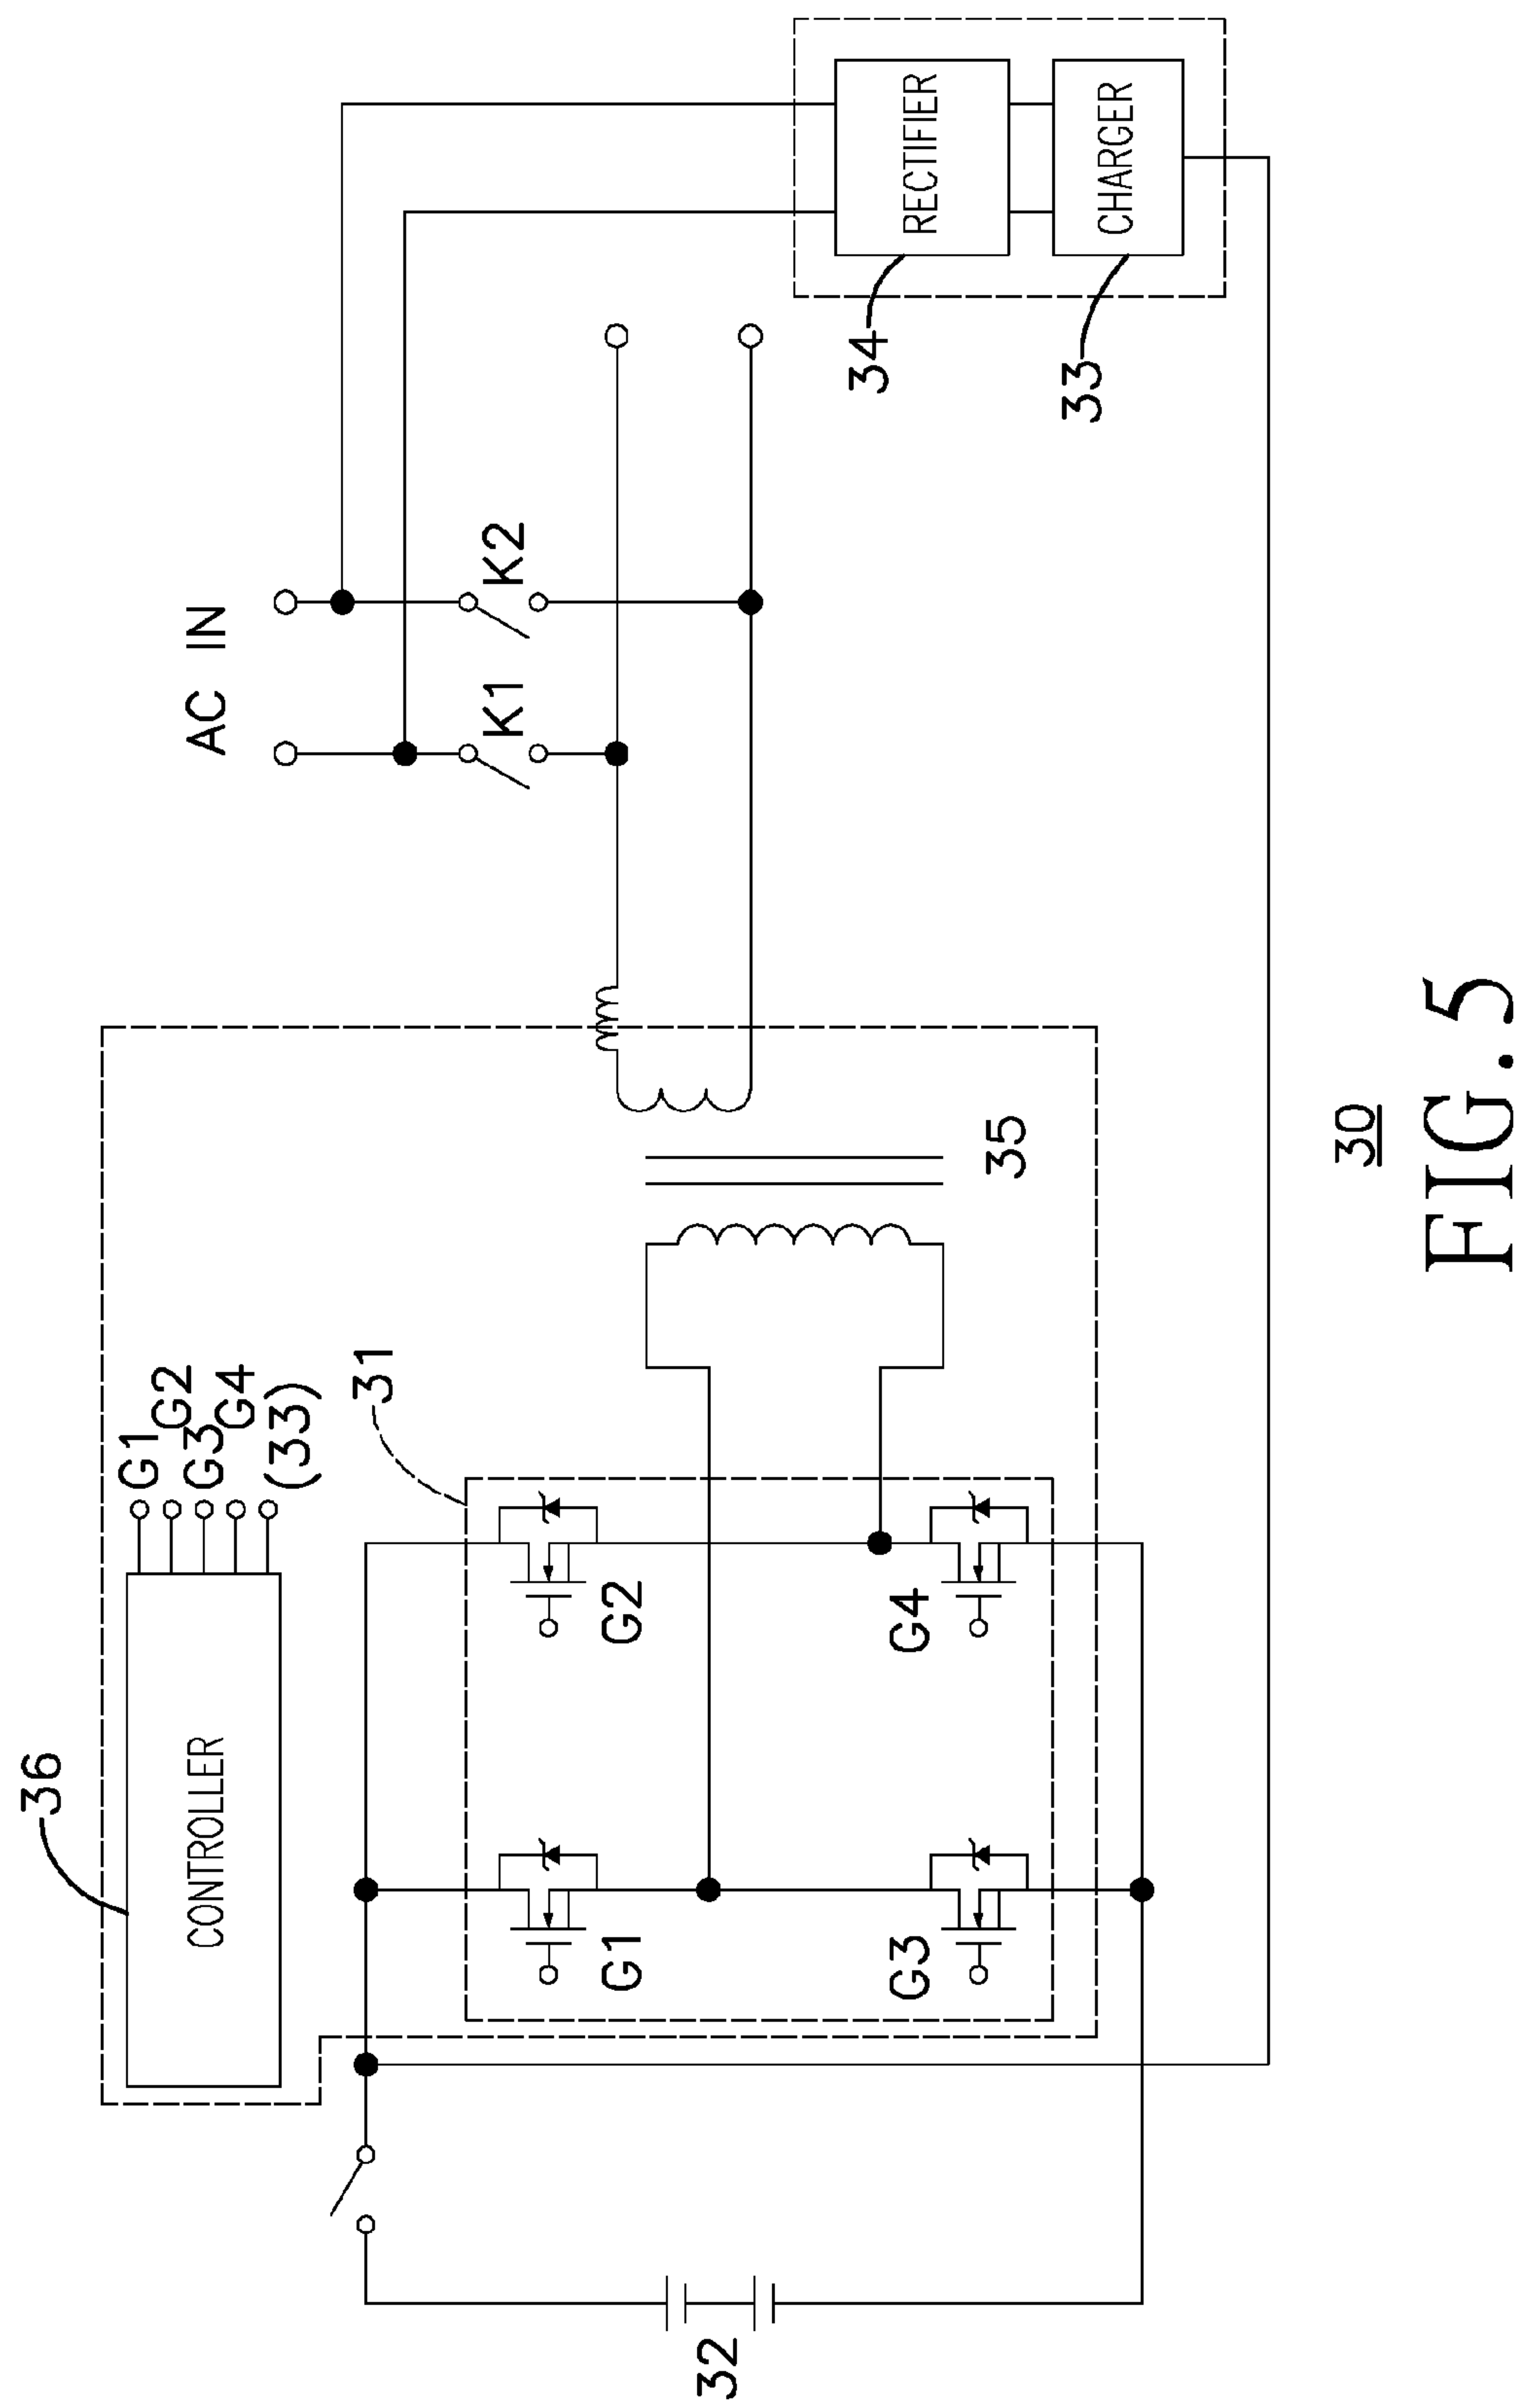 36
CONTROLLER
G1
G2
G3
G4
(33)
31
AC IN
K1
K2
G1
G2
G3
G4
35
32
34
RECTIFIER
33
CHARGER
30
FIG.5